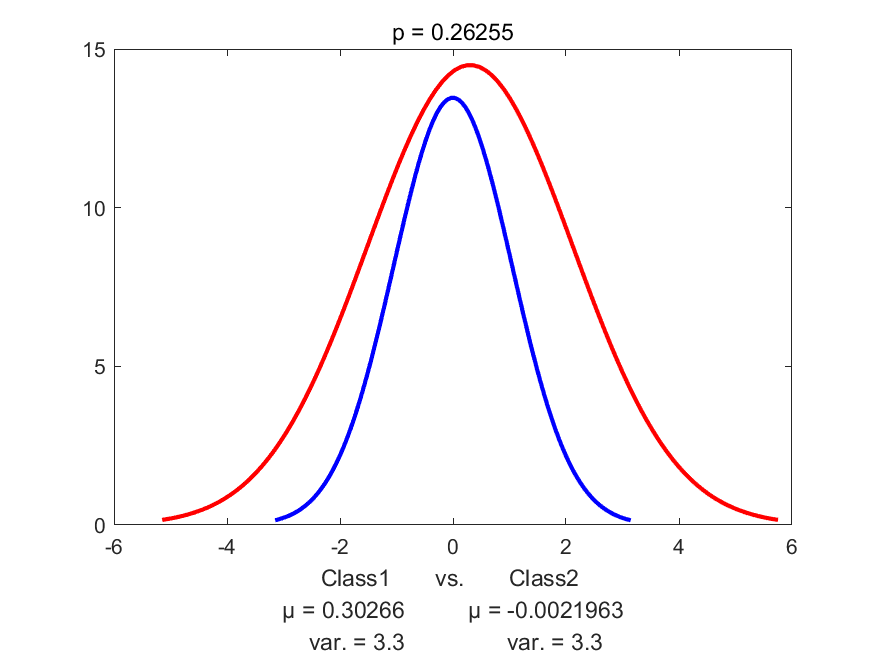 p = 0.26255
15
10
5
0
-6 -4 -2 0 2 4 6
Class1 vs. Class2
μ = 0.30266 μ = -0.0021963
var. = 3.3 var. = 3.3